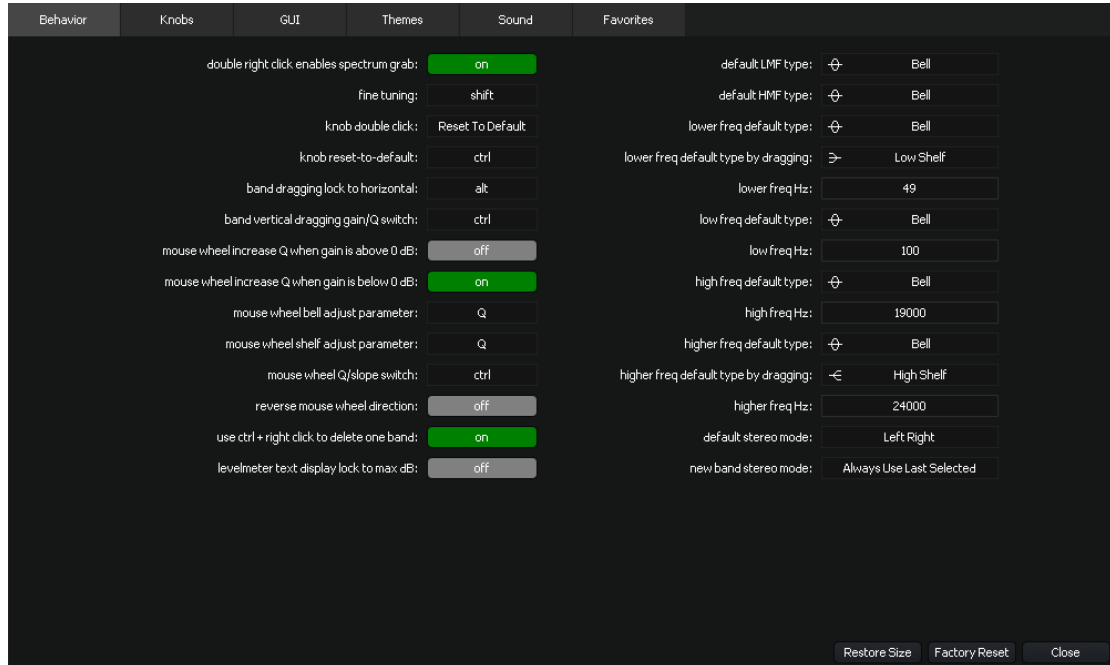 Behavior Knobs GUI Themes Sound Favorites
double right click enables spectrum grab: on
fine tuning: shift
knob double click: Reset To Default
knob reset-to-default: ctrl
band dragging lock to horizontal: alt
band vertical dragging gain/Q switch: ctrl
mouse wheel increase Q when gain is above 0 dB: off
mouse wheel increase Q when gain is below 0 dB: on
mouse wheel bell adjust parameter: Q
mouse wheel shelf adjust parameter: Q
mouse wheel Q/slope switch: ctrl
reverse mouse wheel direction: off
use ctrl + right click to delete one band: on
levelmeter text display lock to max dB: off
default LMF type: Bell
default HMF type: Bell
lower freq default type: Bell
lower freq default type by dragging: Low Shelf
lower freq Hz: 49
low freq default type: Bell
low freq Hz: 100
high freq default type: Bell
high freq Hz: 19000
higher freq default type: Bell
higher freq default type by dragging: High Shelf
higher freq Hz: 24000
default stereo mode: Left Right
new band stereo mode: Always Use Last Selected
Restore Size Factory Reset Close